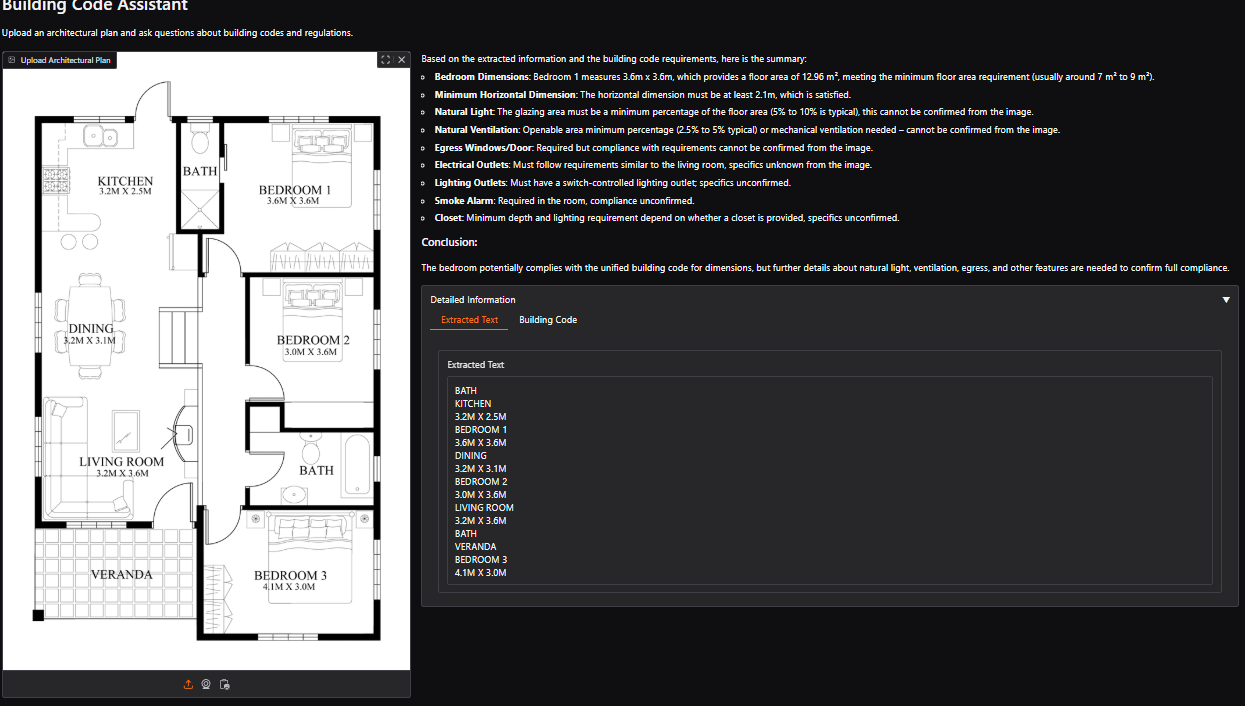 Building Code Assistant
Upload an architectural plan and ask questions about building codes and regulations.
Upload Architectural Plan
KITCHEN
3.2M X 2.5M
BATH
BEDROOM 1
3.6M X 3.6M
DINING
3.2M X 3.1M
BEDROOM 2
3.0M X 3.6M
LIVING ROOM
3.2M X 3.6M
BATH
VERANDA
BEDROOM 3
4.1M X 3.0M
Based on the extracted information and the building code requirements, here is the summary:
Bedroom Dimensions: Bedroom 1 measures 3.6m x 3.6m, which provides a floor area of 12.96 m², meeting the minimum floor area requirement (usually around 7 m² to 9 m²).
Minimum Horizontal Dimension: The horizontal dimension must be at least 2.1m, which is satisfied.
Natural Light: The glazing area must be a minimum percentage of the floor area (5% to 10% is typical), this cannot be confirmed from the image.
Natural Ventilation: Openable area minimum percentage (2.5% to 5% typical) or mechanical ventilation needed – cannot be confirmed from the image.
Egress Windows/Door: Required but compliance with requirements cannot be confirmed from the image.
Electrical Outlets: Must follow requirements similar to the living room, specifics unknown from the image.
Lighting Outlets: Must have a switch-controlled lighting outlet; specifics unconfirmed.
Smoke Alarm: Required in the room, compliance unconfirmed.
Closet: Minimum depth and lighting requirement depend on whether a closet is provided, specifics unconfirmed.
Conclusion:
The bedroom potentially complies with the unified building code for dimensions, but further details about natural light, ventilation, egress, and other features are needed to confirm full compliance.
Detailed Information
Extracted Text
Building Code
Extracted Text
BATH
KITCHEN
3.2M X 2.5M
BEDROOM 1
3.6M X 3.6M
DINING
3.2M X 3.1M
BEDROOM 2
3.0M X 3.6M
LIVING ROOM
3.2M X 3.6M
BATH
VERANDA
BEDROOM 3
4.1M X 3.0M